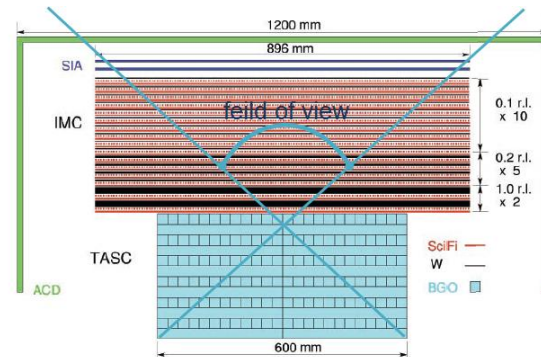 1200 mm
896 mm
SIA
feild of view
IMC
0.1 r.l.
x 10
0.2 r.l.
x 5
1.0 r.l.
x 2
TASC
SciFi
W
BGO
ACD
600 mm